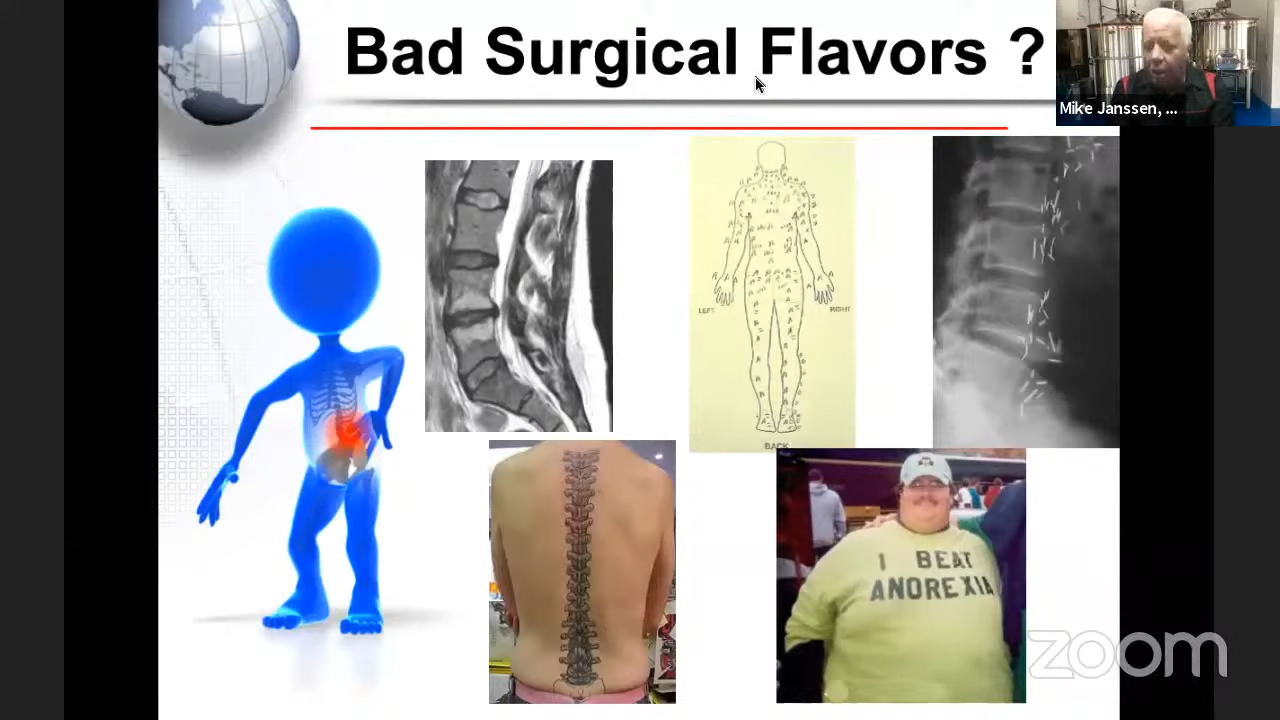 Bad Surgical Flavors ?
Mike Janssen, ...
LEFT
RIGHT
BACK
I BEAT
ANOREXIA
zoom